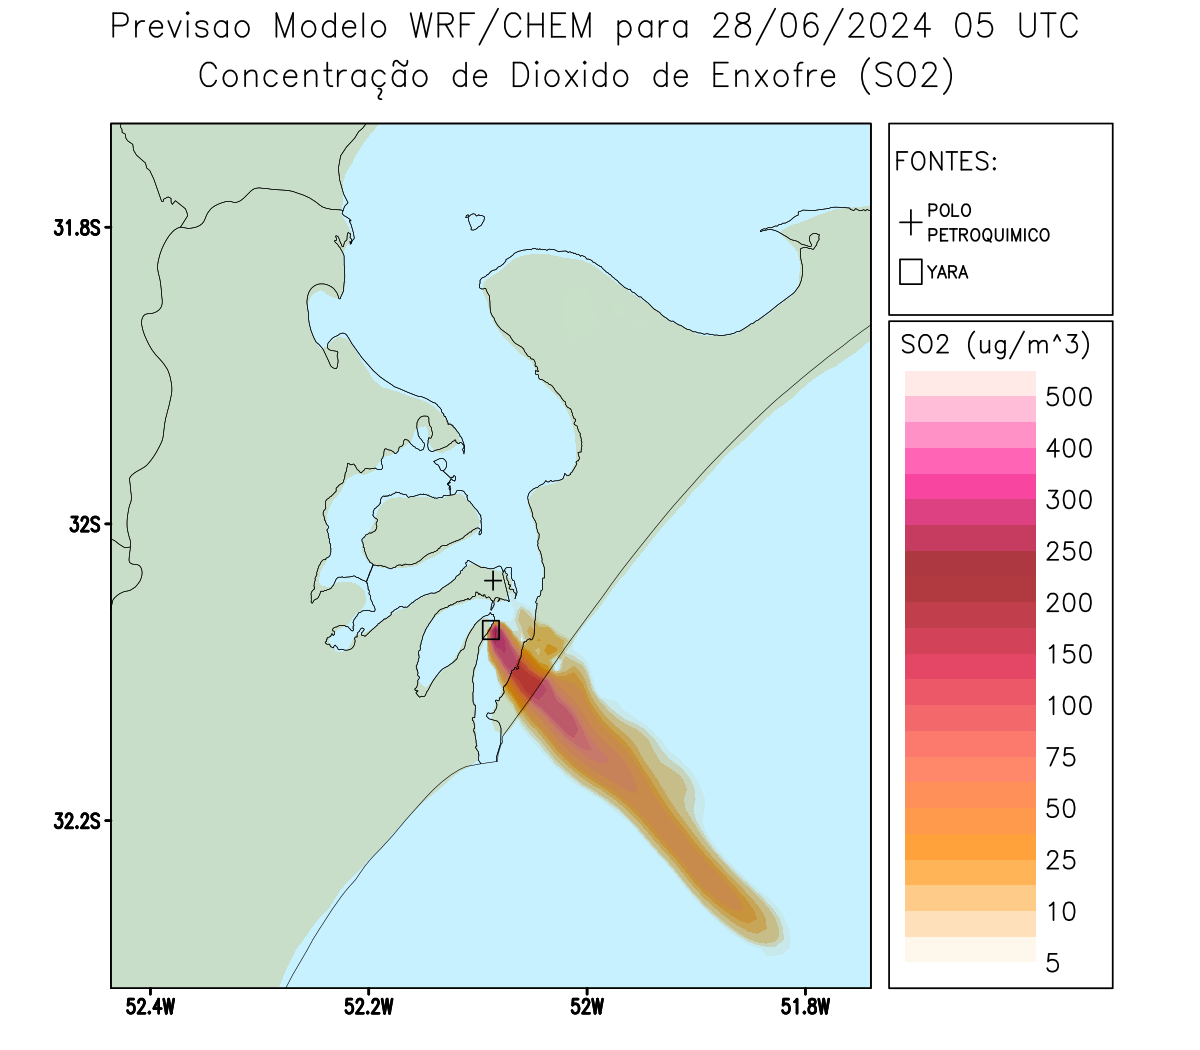 Previsao Modelo WRF/CHEM para 28/06/2024 05 UTC
Concentração de Dioxido de Enxofre (SO2)
FONTES:
POLO
PETROQUIMICO
YARA
31.8S
32S
32.2S
52.4W
52.2W
52W
51.8W
SO2 (ug/m^3)
500
400
300
250
200
150
100
75
50
25
10
5